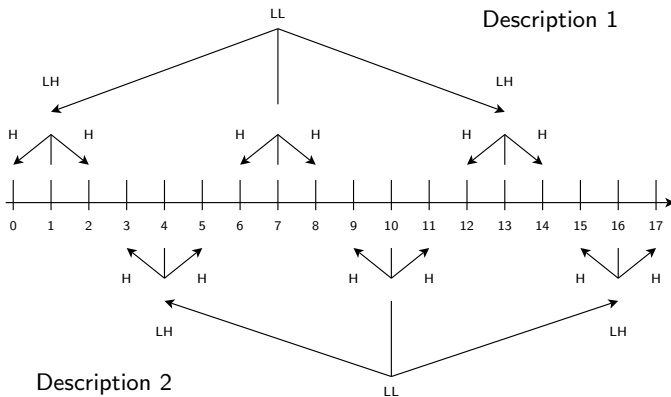 LL
Description 1
LH LH
H H H H H H
0 1 2 3 4 5 6 7 8 9 10 11 12 13 14 15 16 17
H H H H H H
LH LH
Description 2
LL